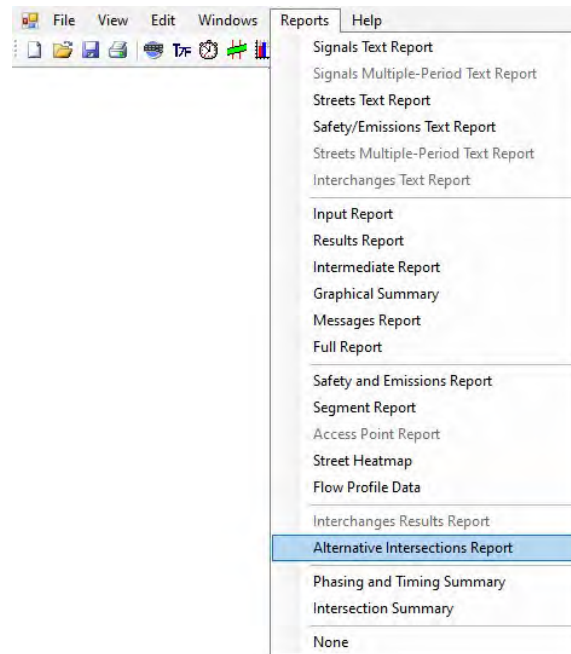 File View Edit Windows Reports Help
T7F
Signals Text Report
Signals Multiple-Period Text Report
Streets Text Report
Safety/Emissions Text Report
Streets Multiple-Period Text Report
Interchanges Text Report
Input Report
Results Report
Intermediate Report
Graphical Summary
Messages Report
Full Report
Safety and Emissions Report
Segment Report
Access Point Report
Street Heatmap
Flow Profile Data
Interchanges Results Report
Alternative Intersections Report
Phasing and Timing Summary
Intersection Summary
None